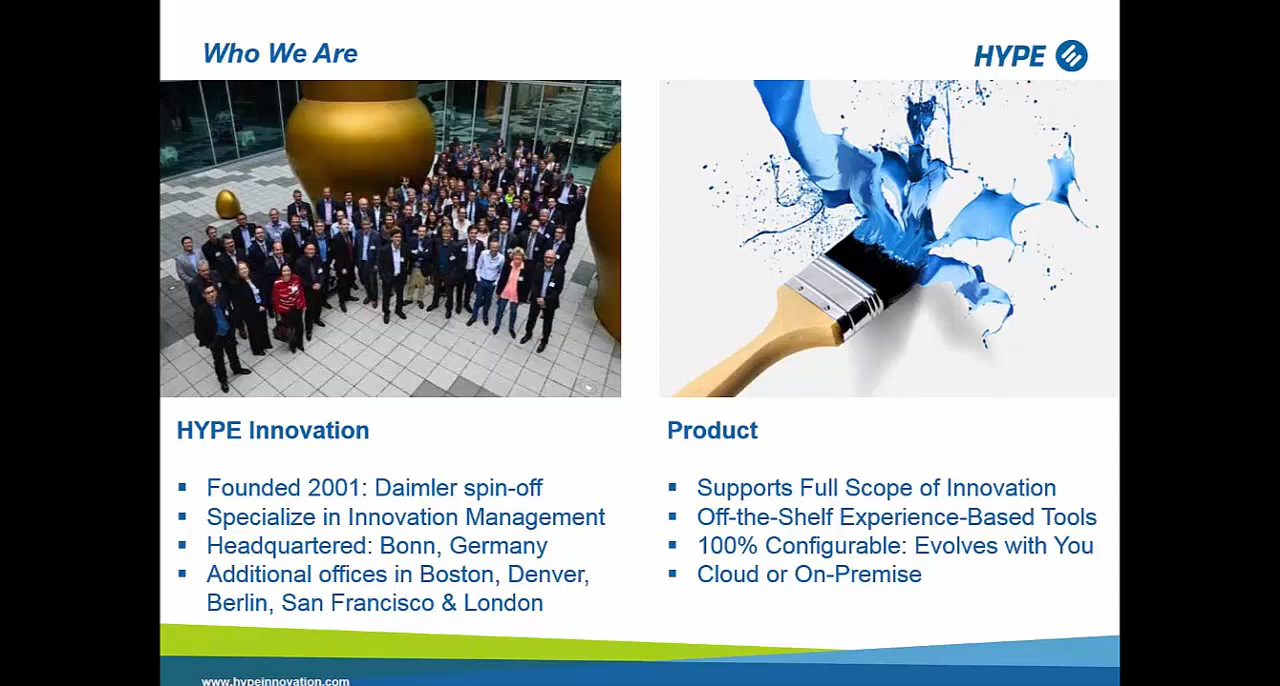 Who We Are
HYPE
HYPE Innovation
▪ Founded 2001: Daimler spin-off
▪ Specialize in Innovation Management
▪ Headquartered: Bonn, Germany
▪ Additional offices in Boston, Denver,
Berlin, San Francisco & London
Product
▪ Supports Full Scope of Innovation
▪ Off-the-Shelf Experience-Based Tools
▪ 100% Configurable: Evolves with You
▪ Cloud or On-Premise
www.hypeinnovation.com